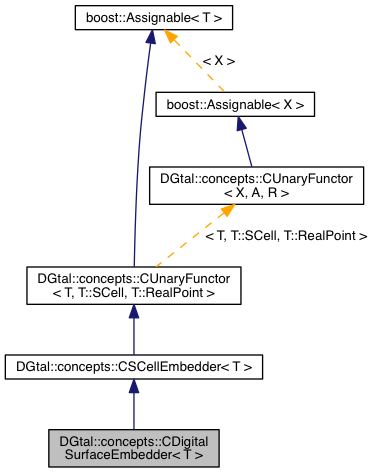 boost::Assignable< T >
< X >
boost::Assignable< X >
DGtal::concepts::CUnaryFunctor
< X, A, R >
< T, T::SCell, T::RealPoint >
DGtal::concepts::CUnaryFunctor
< T, T::SCell, T::RealPoint >
DGtal::concepts::CSCellEmbedder< T >
DGtal::concepts::CDigital
SurfaceEmbedder< T >